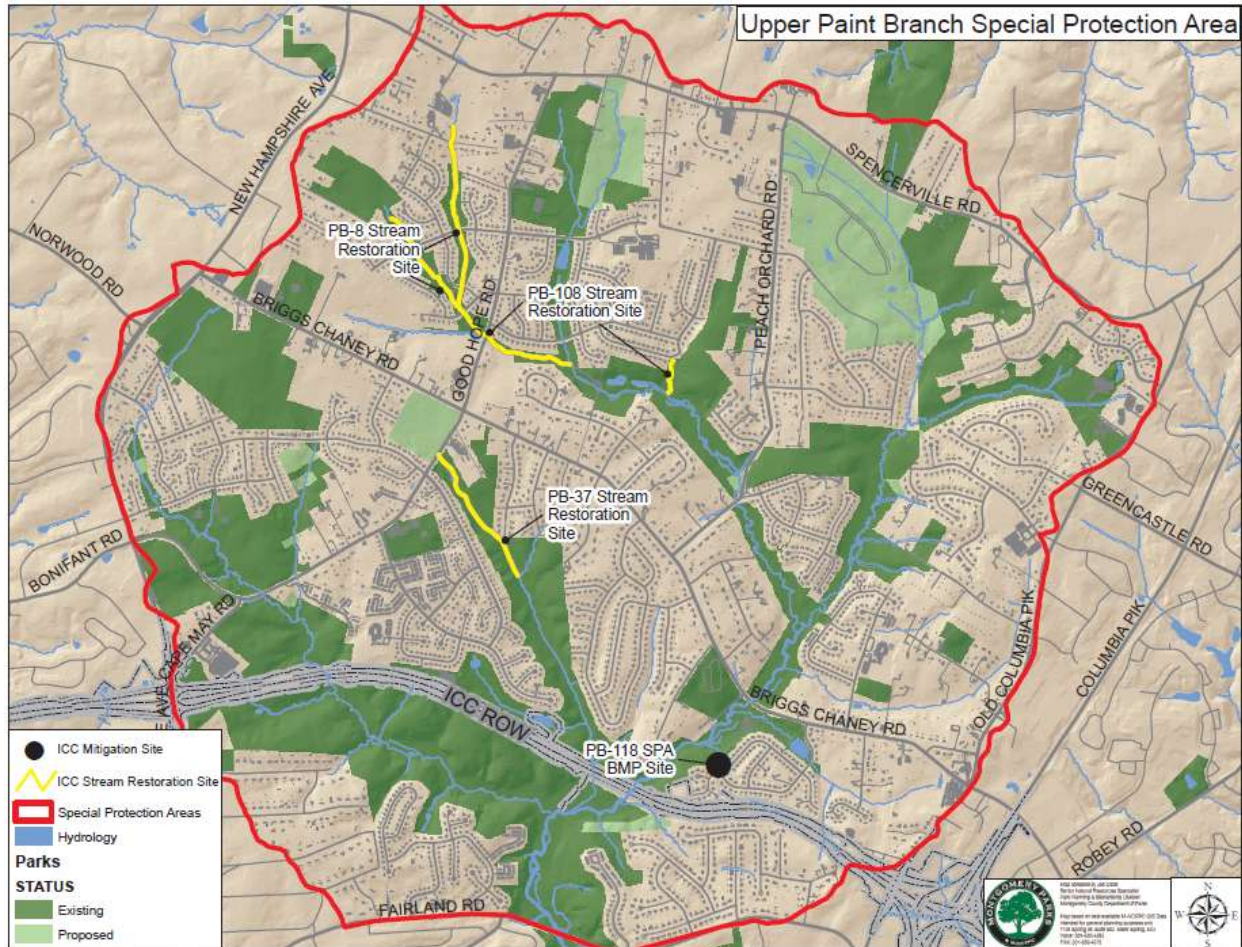 Upper Paint Branch Special Protection Area
NEW HAMPSHIRE AVE
SPENCERVILLE RD
NORWOOD RD
PB-8 Stream
Restoration
Site
PEACH ORCHARD RD
PB-108 Stream
Restoration Site
BRIGGS CHANEY RD
GOOD HOPE RD
GREENCASTLE RD
PB-37 Stream
Restoration
Site
BONIFANT RD
CAPE MAY RD
OLD COLUMBIA PIK
COLUMBIA PIK
ICC ROW
BRIGGS CHANEY RD
PB-118 SPA
BMP Site
ROBEY RD
FAIRLAND RD
ICC Mitigation Site
ICC Stream Restoration Site
Special Protection Areas
Hydrology
Parks
STATUS
Existing
Proposed
MONTGOMERY PARKS
N
W E
S